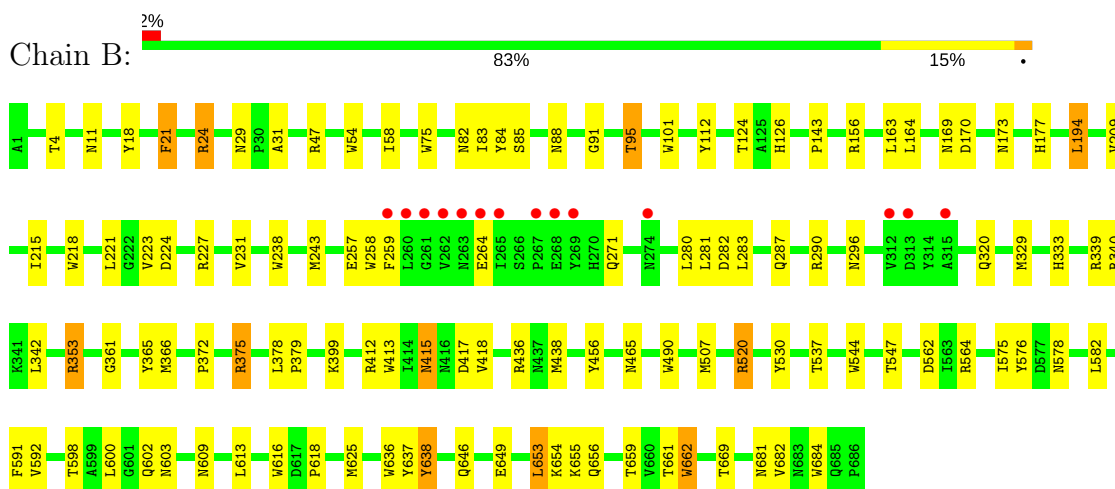 2%
Chain B:
83% 15% •
A1 T4 N11 Y18 F21 R24 N29 P30 A31 R47 W54 I58 W75 N82 I83 Y84 S85 N88 G91 T95 W101 Y112 T124 A125 H126 P143 R156 L163 L164 N169 D170 N173 H177 L194
I215 W218 L221 G222 V223 D224 R227 V231 W238 M243 E257 W258 F259 L260 G261 V262 N263 E264 I265 S266 P267 E268 Y269 H270 Q271 N274 L280 L281 D282 L283 Q287 R290 N296 V312 D313 Y314 A315 Q320 M329 H333 R339 R340
K341 L342 R353 G361 Y365 M366 P372 R375 L378 P379 K399 R412 W413 I414 N415 N416 D417 V418 R436 N437 M438 Y456 N465 W490 M507 R520 Y530 T537 W544 T547 D562 I563 R564 I575 Y576 D577 N578 L582
F591 V592 T598 A599 L600 G601 Q602 N603 N609 L613 W616 D617 P618 M625 W636 Y637 Y638 Q646 E649 L653 K654 K655 Q656 T659 V660 T661 W662 T669 N681 V682 N683 W684 Q685 P686